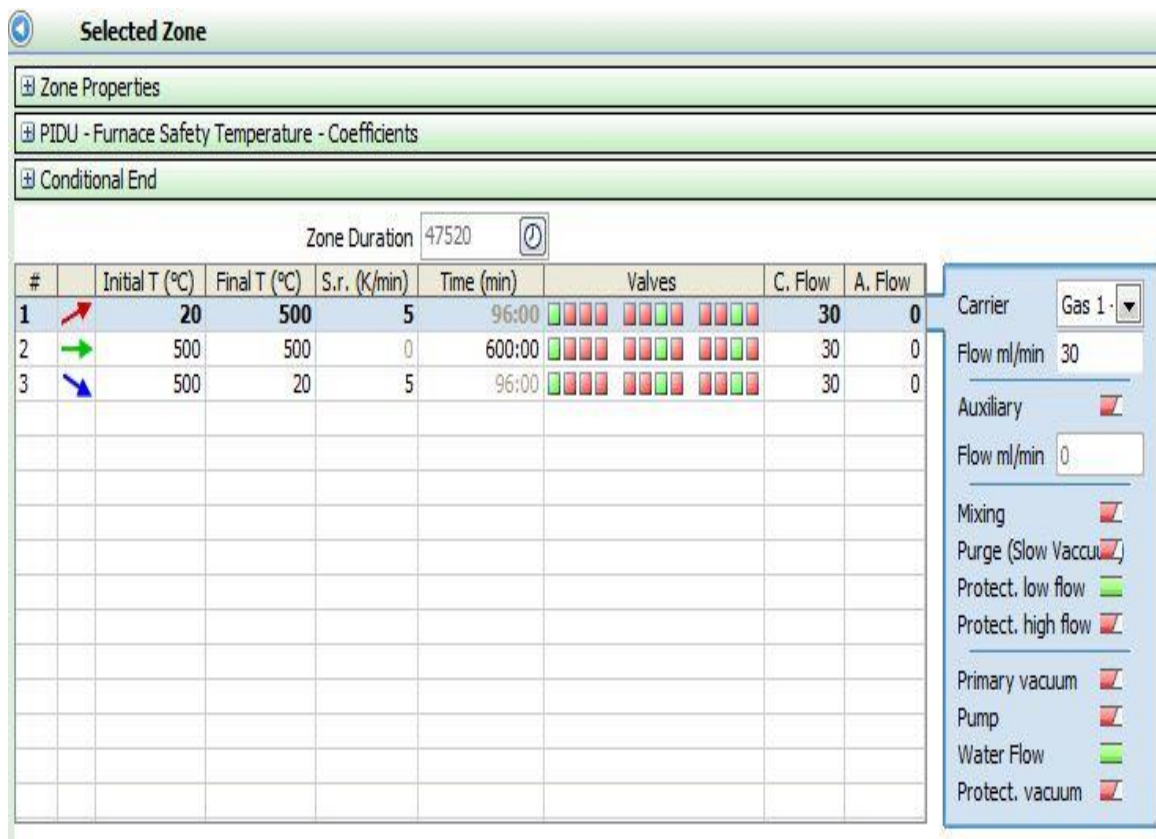 Selected Zone
Zone Properties
PIDU - Furnace Safety Temperature - Coefficients
Conditional End
Zone Duration 47520
# Initial T (ºC) Final T (ºC) S.r. (K/min) Time (min) Valves C. Flow A. Flow
1 20 500 5 96:00 30 0
2 500 500 0 600:00 30 0
3 500 20 5 96:00 30 0
Carrier Gas 1 -
Flow ml/min 30
Auxiliary
Flow ml/min 0
Mixing
Purge (Slow Vaccuu)
Protect. low flow
Protect. high flow
Primary vacuum
Pump
Water Flow
Protect. vacuum